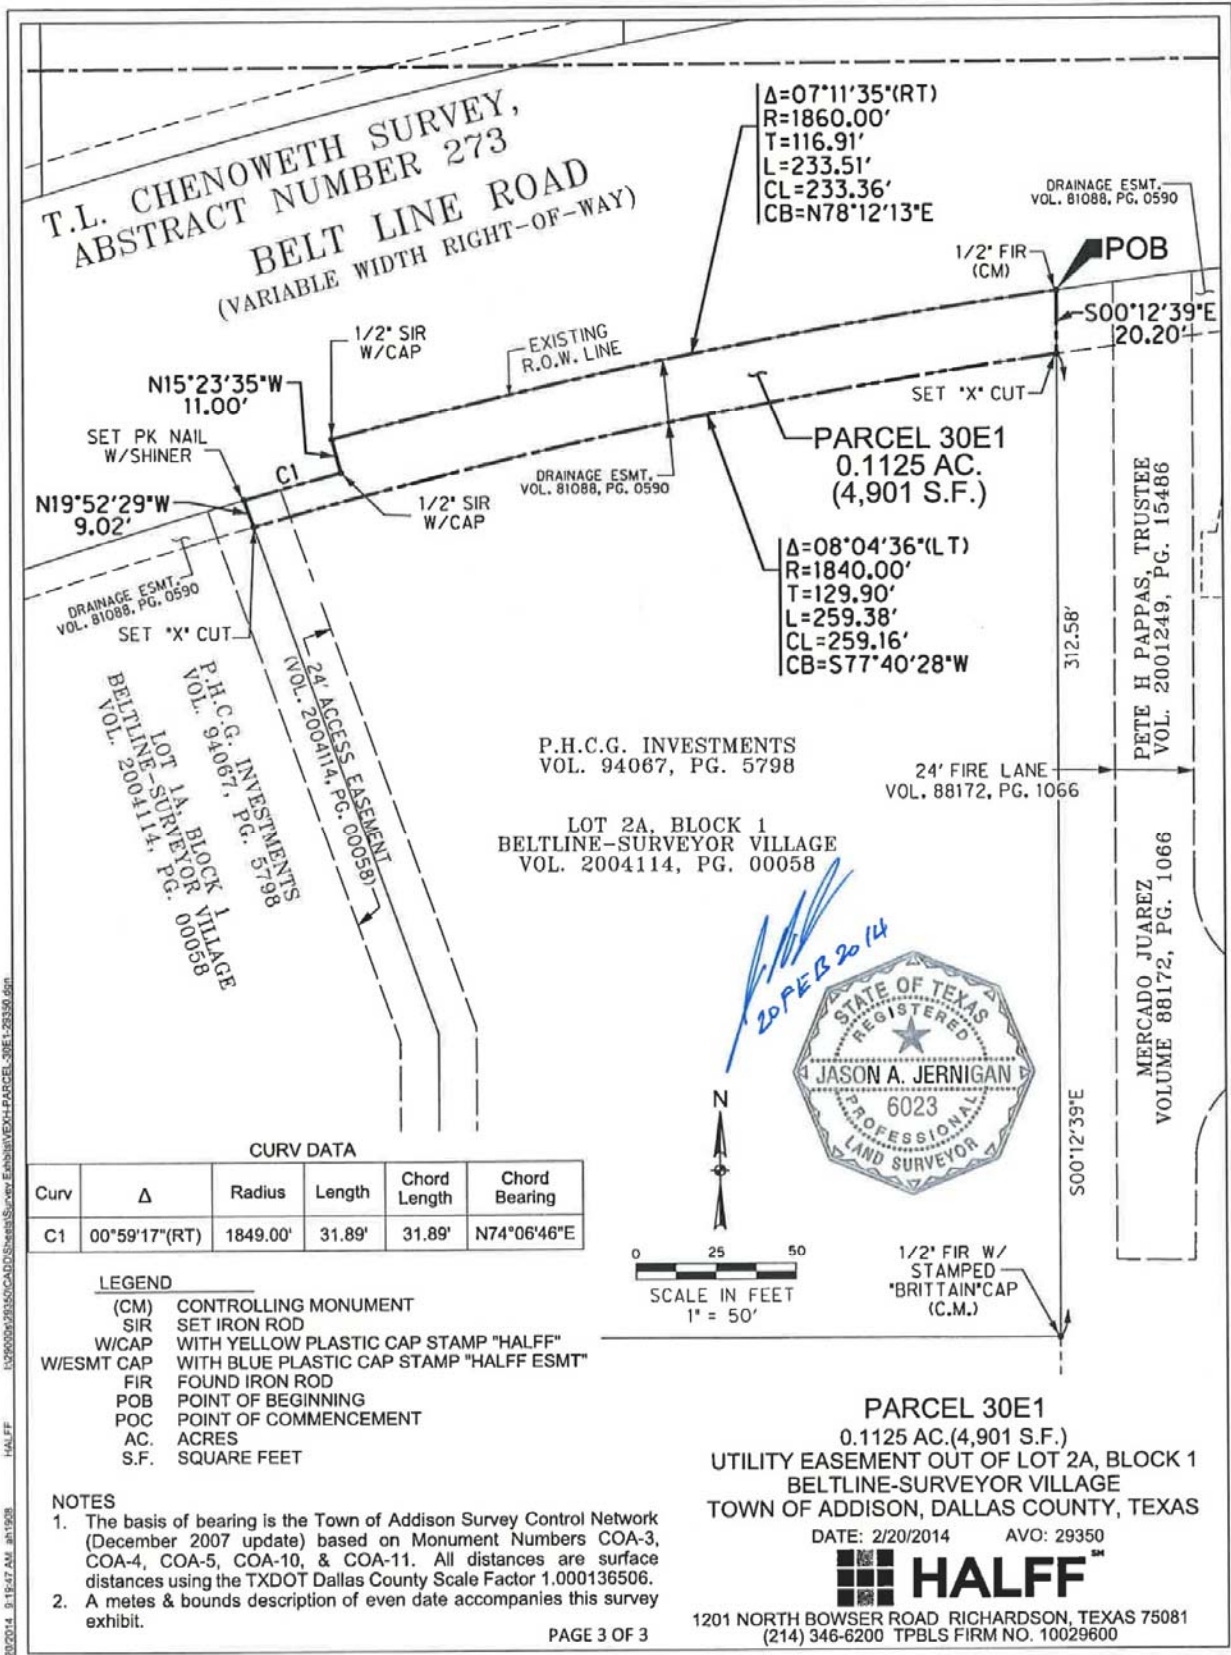 T.L. CHENOWETH SURVEY,
ABSTRACT NUMBER 273
BELT LINE ROAD
(VARIABLE WIDTH RIGHT-OF-WAY)
Δ=07°11'35"(RT)
R=1860.00'
T=116.91'
L=233.51'
CL=233.36'
CB=N78°12'13"E
DRAINAGE ESMT.
VOL. 81088, PG. 0590
1/2" FIR
(CM)
POB
S00°12'39"E
20.20'
1/2" SIR
W/CAP
EXISTING
R.O.W. LINE
N15°23'35"W
11.00'
SET "X" CUT
SET PK NAIL
W/SHINER
C1
PARCEL 30E1
0.1125 AC.
(4,901 S.F.)
DRAINAGE ESMT.
VOL. 81088, PG. 0590
N19°52'29"W
9.02'
1/2" SIR
W/CAP
Δ=08°04'36"(LT)
R=1840.00'
T=129.90'
L=259.38'
CL=259.16'
CB=S77°40'28"W
DRAINAGE ESMT.
VOL. 81088, PG. 0590
SET "X" CUT
P.H.C.G. INVESTMENTS
VOL. 94067, PG. 5798
LOT 1A, BLOCK 1
BELTLINE-SURVEYOR VILLAGE
VOL. 2004114, PG. 00058
24' ACCESS EASEMENT
(VOL. 2004114, PG. 00058)
312.58'
PETE H PAPPAS, TRUSTEE
VOL. 2001249, PG. 15486
P.H.C.G. INVESTMENTS
VOL. 94067, PG. 5798
24' FIRE LANE
VOL. 88172, PG. 1066
LOT 2A, BLOCK 1
BELTLINE-SURVEYOR VILLAGE
VOL. 2004114, PG. 00058
MERCADO JUAREZ
VOLUME 88172, PG. 1066
20 FEB 2014
STATE OF TEXAS
REGISTERED
JASON A. JERNIGAN
6023
PROFESSIONAL
LAND SURVEYOR
N
S00°12'39"E
CURV DATA
Curv Δ Radius Length Chord Length Chord Bearing
C1 00°59'17"(RT) 1849.00' 31.89' 31.89' N74°06'46"E
0 25 50
SCALE IN FEET
1" = 50'
1/2" FIR W/
STAMPED
"BRITTAIN"CAP
(C.M.)
LEGEND
(CM) CONTROLLING MONUMENT
SIR SET IRON ROD
W/CAP WITH YELLOW PLASTIC CAP STAMP "HALFF"
W/ESMT CAP WITH BLUE PLASTIC CAP STAMP "HALFF ESMT"
FIR FOUND IRON ROD
POB POINT OF BEGINNING
POC POINT OF COMMENCEMENT
AC. ACRES
S.F. SQUARE FEET
NOTES
1. The basis of bearing is the Town of Addison Survey Control Network
(December 2007 update) based on Monument Numbers COA-3,
COA-4, COA-5, COA-10, & COA-11. All distances are surface
distances using the TXDOT Dallas County Scale Factor 1.000136506.
2. A metes & bounds description of even date accompanies this survey
exhibit.
PAGE 3 OF 3
PARCEL 30E1
0.1125 AC.(4,901 S.F.)
UTILITY EASEMENT OUT OF LOT 2A, BLOCK 1
BELTLINE-SURVEYOR VILLAGE
TOWN OF ADDISON, DALLAS COUNTY, TEXAS
DATE: 2/20/2014 AVO: 29350
HALFF SM
1201 NORTH BOWSER ROAD RICHARDSON, TEXAS 75081
(214) 346-6200 TPBLS FIRM NO. 10029600
9:19:47 AM ah1908 HALFF